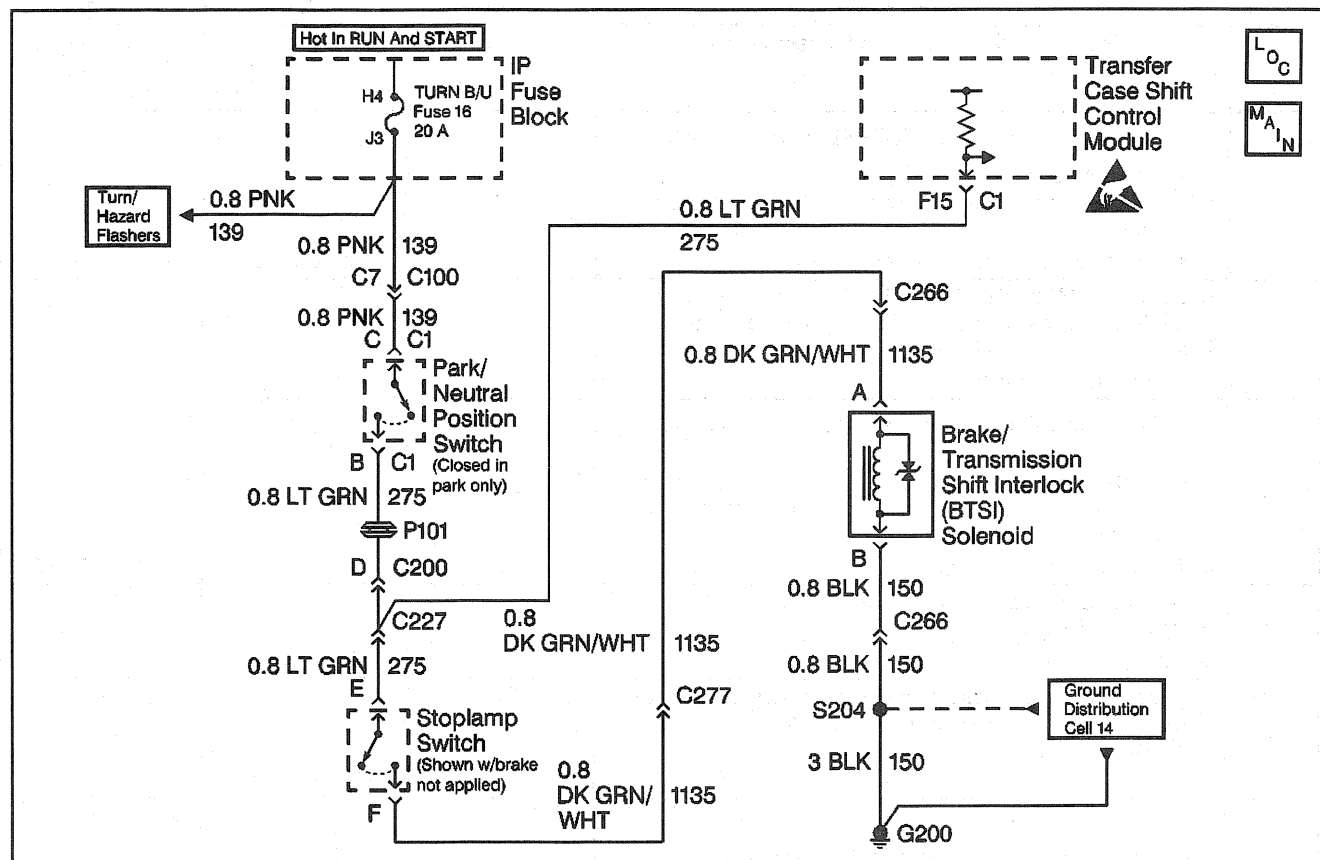 Hot In RUN And START
IP
Fuse
Block
H4
TURN B/U
Fuse 16
20 A
J3
Transfer
Case Shift
Control
Module
LOC
MAIN
Turn/
Hazard
Flashers
0.8 PNK
139
F15 C1
0.8 LT GRN
275
0.8 PNK 139
C7 C100
0.8 PNK 139
C C1
Park/
Neutral
Position
Switch
(Closed in
park only)
B C1
0.8 LT GRN 275
P101
D C200
C227
0.8 LT GRN 275
E
Stoplamp
Switch
(Shown w/brake
not applied)
F
0.8
DK GRN/WHT 1135
C277
0.8
DK GRN/
WHT
1135
C266
0.8 DK GRN/WHT 1135
A
Brake/
Transmission
Shift Interlock
(BTSI)
Solenoid
B
0.8 BLK 150
C266
0.8 BLK 150
S204
Ground
Distribution
Cell 14
3 BLK 150
G200